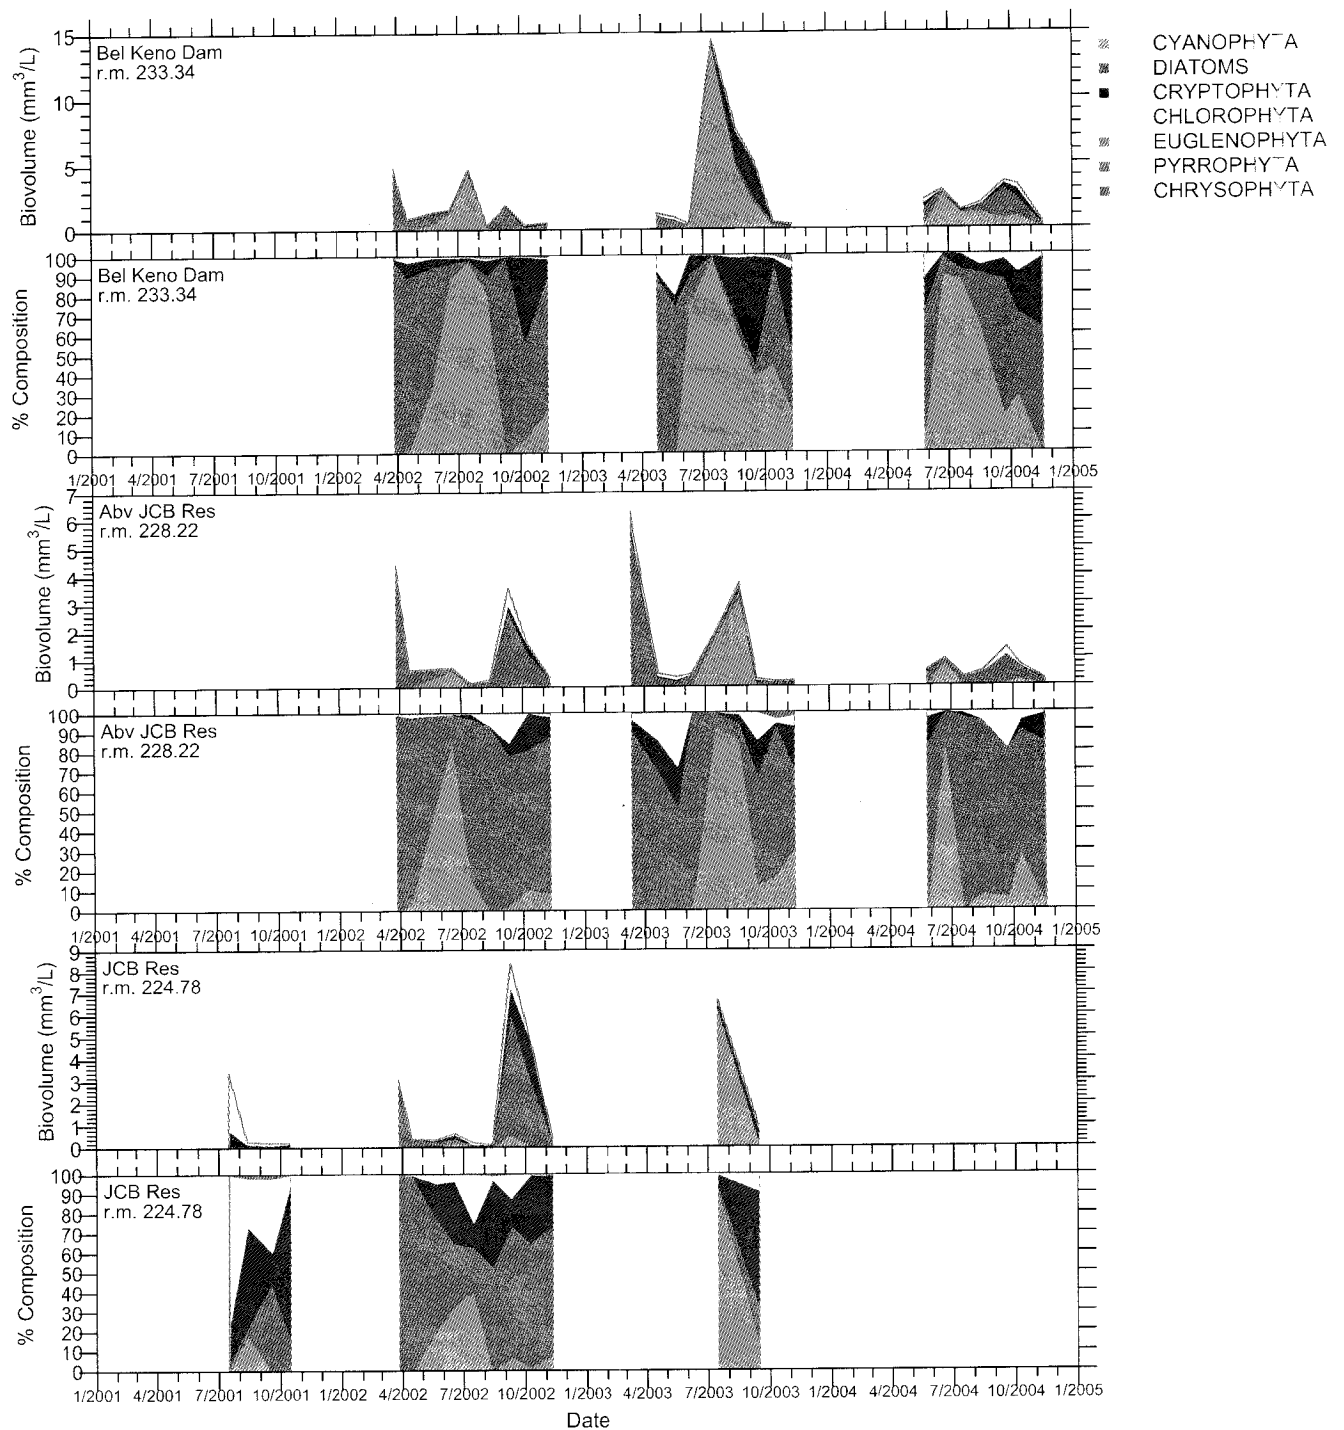 CYANOPHYTA
DIATOMS
CRYPTOPHYTA
CHLOROPHYTA
EUGLENOPHYTA
PYRROPHYTA
CHRYSOPHYTA
Bel Keno Dam
r.m. 233.34
Biovolume (mm³/L)
15
10
5
0
Bel Keno Dam
r.m. 233.34
% Composition
100
90
80
70
60
50
40
30
20
10
0
1/2001 4/2001 7/2001 10/2001 1/2002 4/2002 7/2002 10/2002 1/2003 4/2003 7/2003 10/2003 1/2004 4/2004 7/2004 10/2004 1/2005
Abv JCB Res
r.m. 228.22
Biovolume (mm³/L)
7
6
5
4
3
2
1
0
Abv JCB Res
r.m. 228.22
% Composition
100
90
80
70
60
50
40
30
20
10
0
1/2001 4/2001 7/2001 10/2001 1/2002 4/2002 7/2002 10/2002 1/2003 4/2003 7/2003 10/2003 1/2004 4/2004 7/2004 10/2004 1/2005
JCB Res
r.m. 224.78
Biovolume (mm³/L)
9
8
7
6
5
4
3
2
1
0
JCB Res
r.m. 224.78
% Composition
100
90
80
70
60
50
40
30
20
10
0
1/2001 4/2001 7/2001 10/2001 1/2002 4/2002 7/2002 10/2002 1/2003 4/2003 7/2003 10/2003 1/2004 4/2004 7/2004 10/2004 1/2005
Date